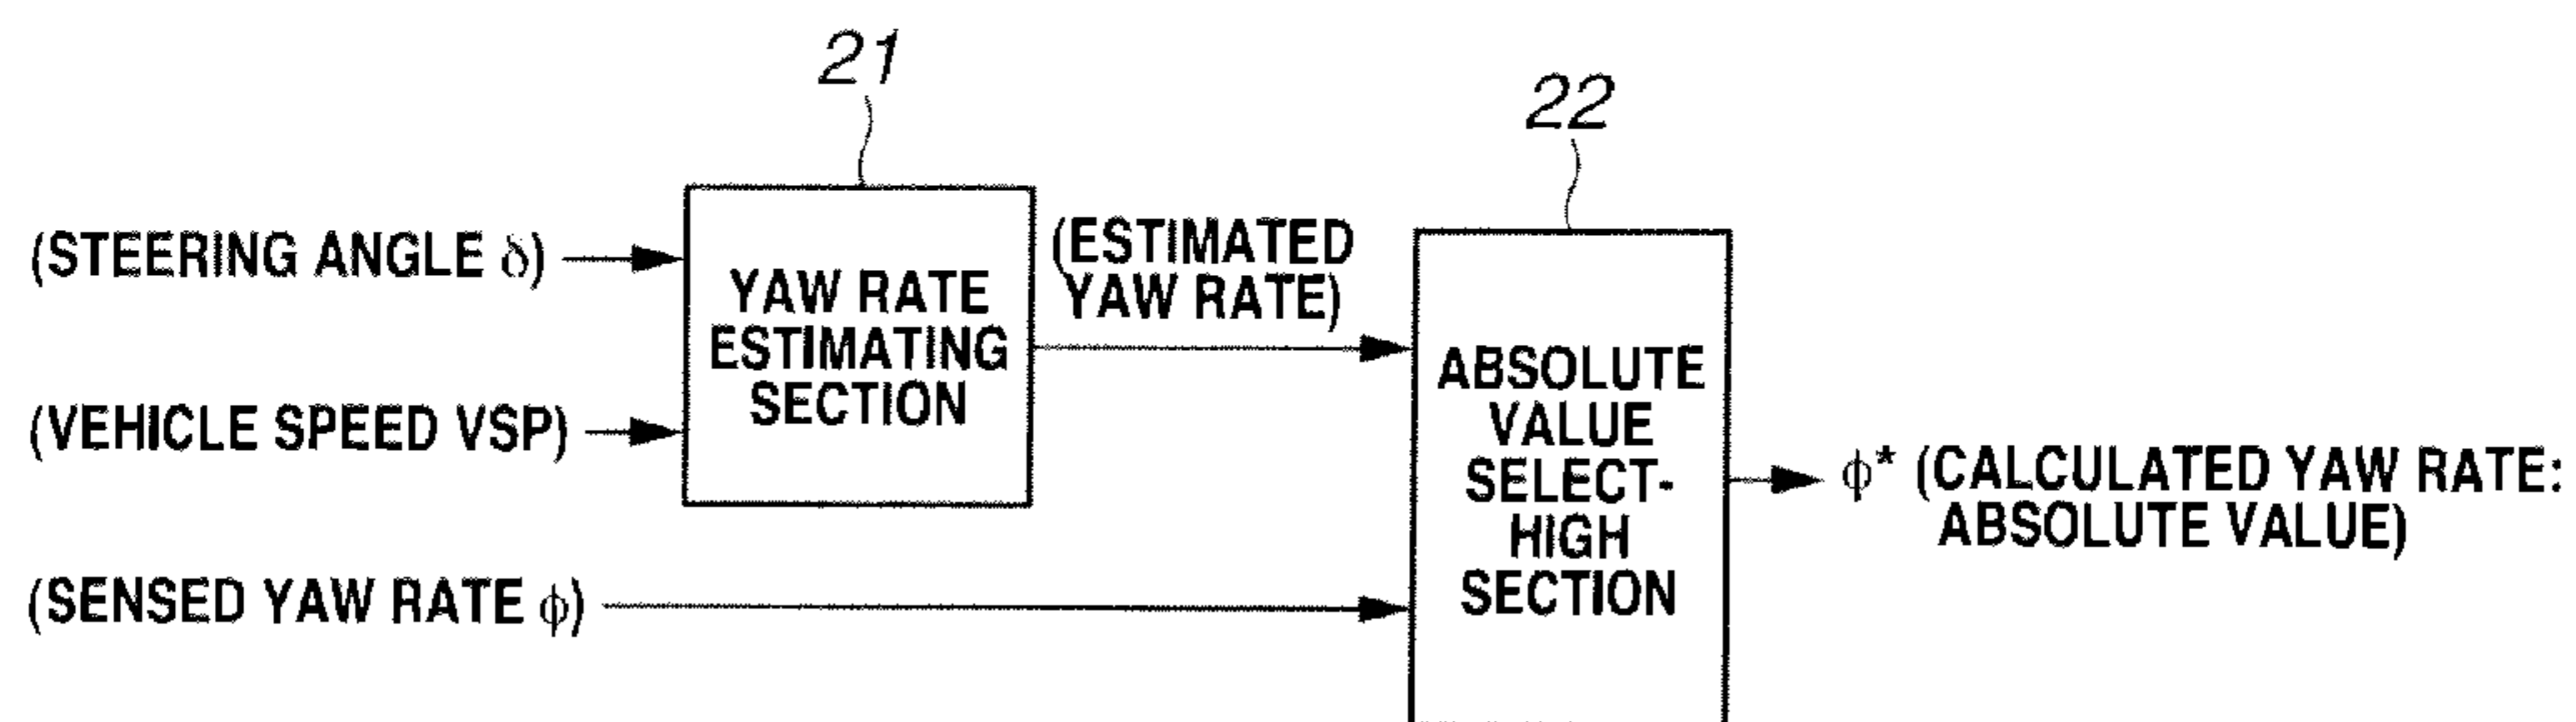 21
22
(STEERING ANGLE δ)
(VEHICLE SPEED VSP)
(SENSED YAW RATE ϕ)
YAW RATE
ESTIMATING
SECTION
(ESTIMATED
YAW RATE)
ABSOLUTE
VALUE
SELECT-
HIGH
SECTION
ϕ* (CALCULATED YAW RATE:
ABSOLUTE VALUE)